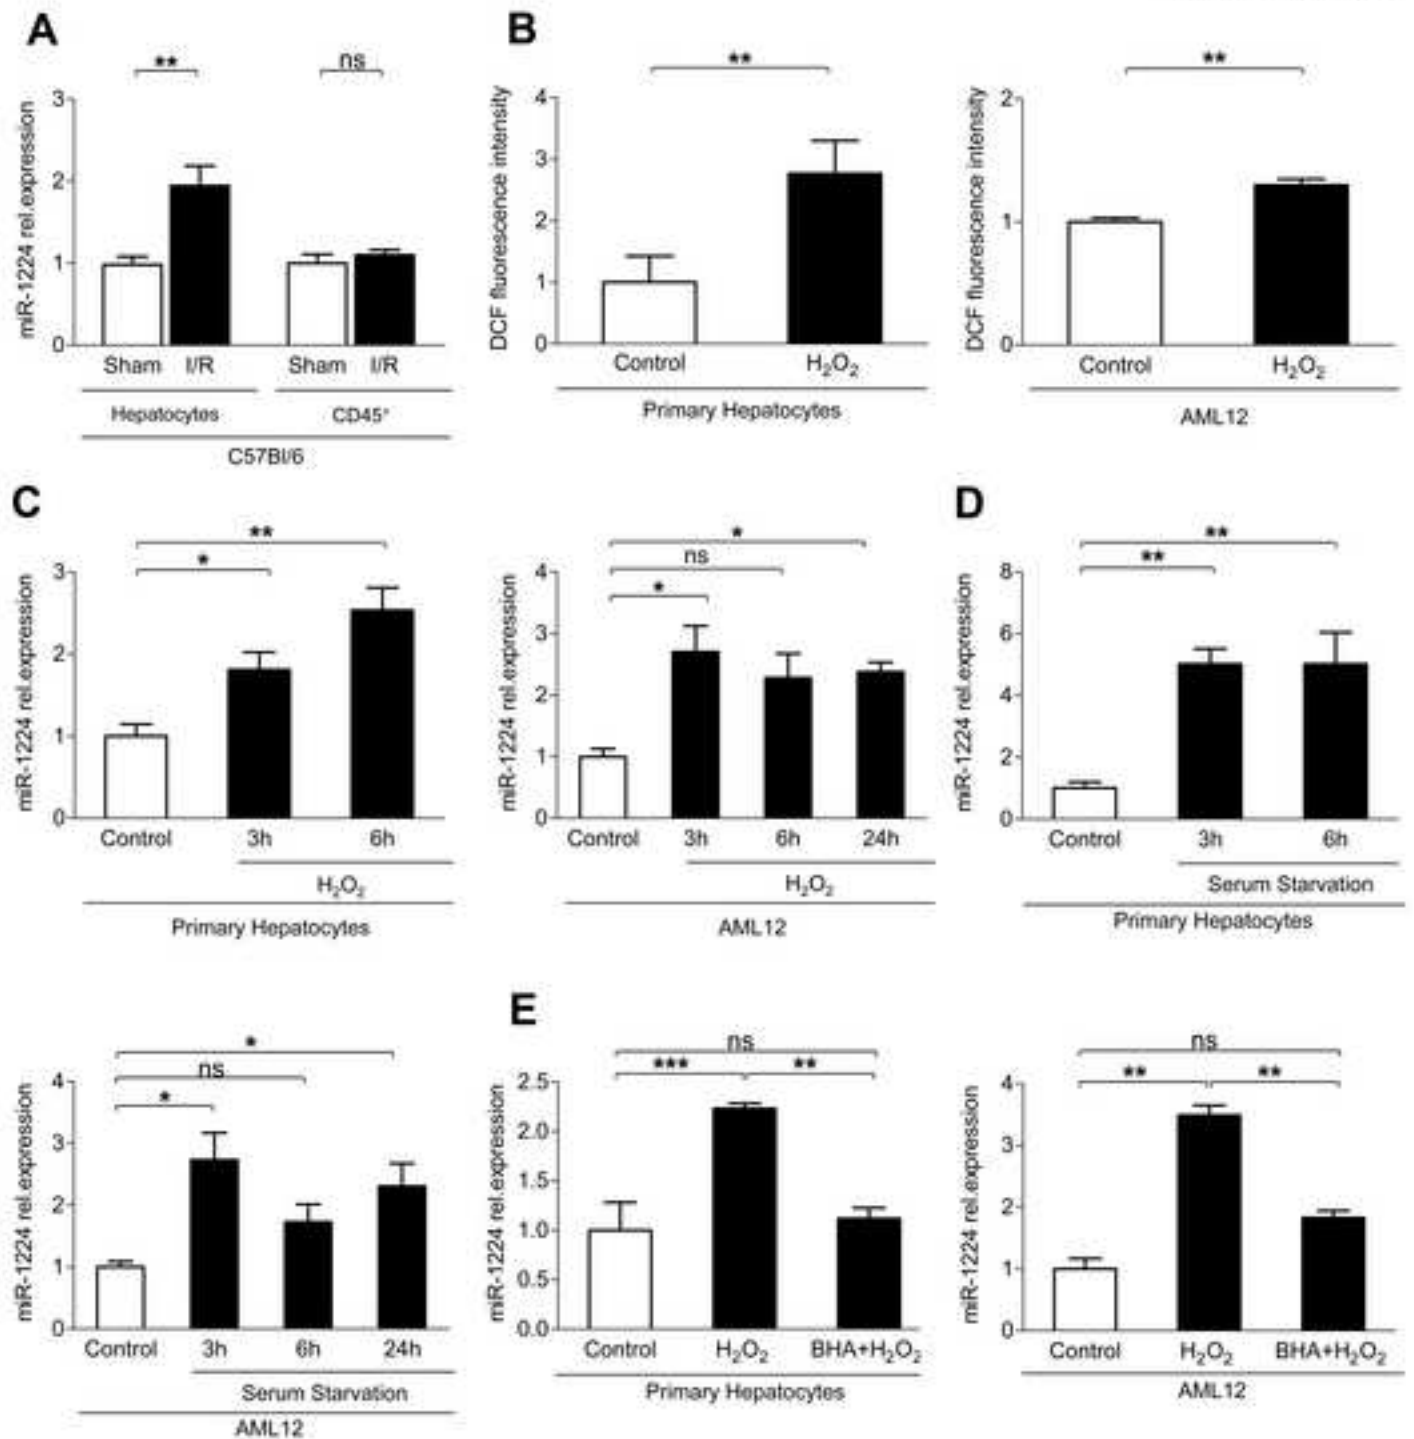 A
** ns
miR-1224 rel.expression
3
2
1
0
Sham I/R Sham I/R
Hepatocytes CD45⁺
C57Bl/6
B
**
DCF fluorescence intensity
4
3
2
1
0
Control H₂O₂
Primary Hepatocytes
**
DCF fluorescence intensity
2
1
0
Control H₂O₂
AML12
C
**
*
miR-1224 rel.expression
3
2
1
0
Control 3h 6h
H₂O₂
Primary Hepatocytes
*
ns
*
miR-1224 rel.expression
4
3
2
1
0
Control 3h 6h 24h
H₂O₂
AML12
D
**
**
miR-1224 rel.expression
8
6
4
2
0
Control 3h 6h
Serum Starvation
Primary Hepatocytes
*
ns
*
miR-1224 rel.expression
4
3
2
1
0
Control 3h 6h 24h
Serum Starvation
AML12
E
ns
*** **
miR-1224 rel.expression
2.5
2.0
1.5
1.0
0.5
0.0
Control H₂O₂ BHA+H₂O₂
Primary Hepatocytes
ns
** **
miR-1224 rel.expression
4
3
2
1
0
Control H₂O₂ BHA+H₂O₂
AML12